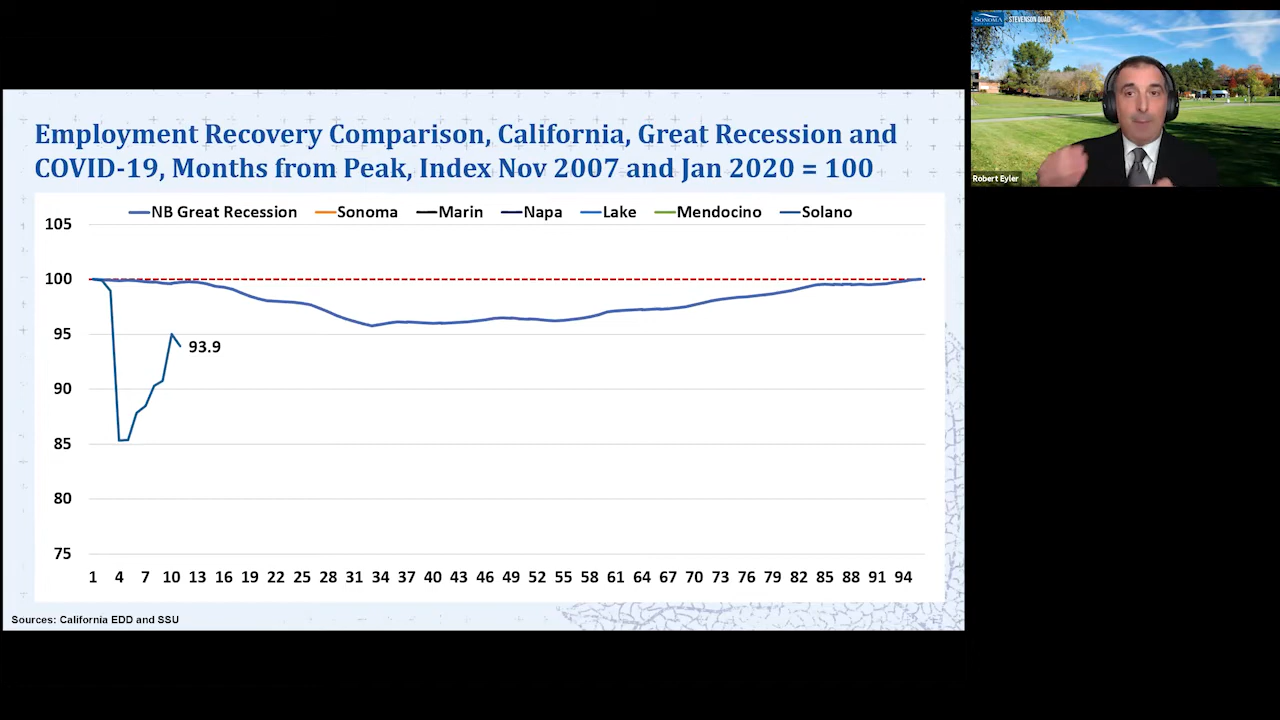 SONOMA
STEVENSON QUAD
Robert Eyler
Employment Recovery Comparison, California, Great Recession and
COVID-19, Months from Peak, Index Nov 2007 and Jan 2020 = 100
NB Great Recession Sonoma Marin Napa Lake Mendocino Solano
105
100
95
93.9
90
85
80
75
1 4 7 10 13 16 19 22 25 28 31 34 37 40 43 46 49 52 55 58 61 64 67 70 73 76 79 82 85 88 91 94
Sources: California EDD and SSU